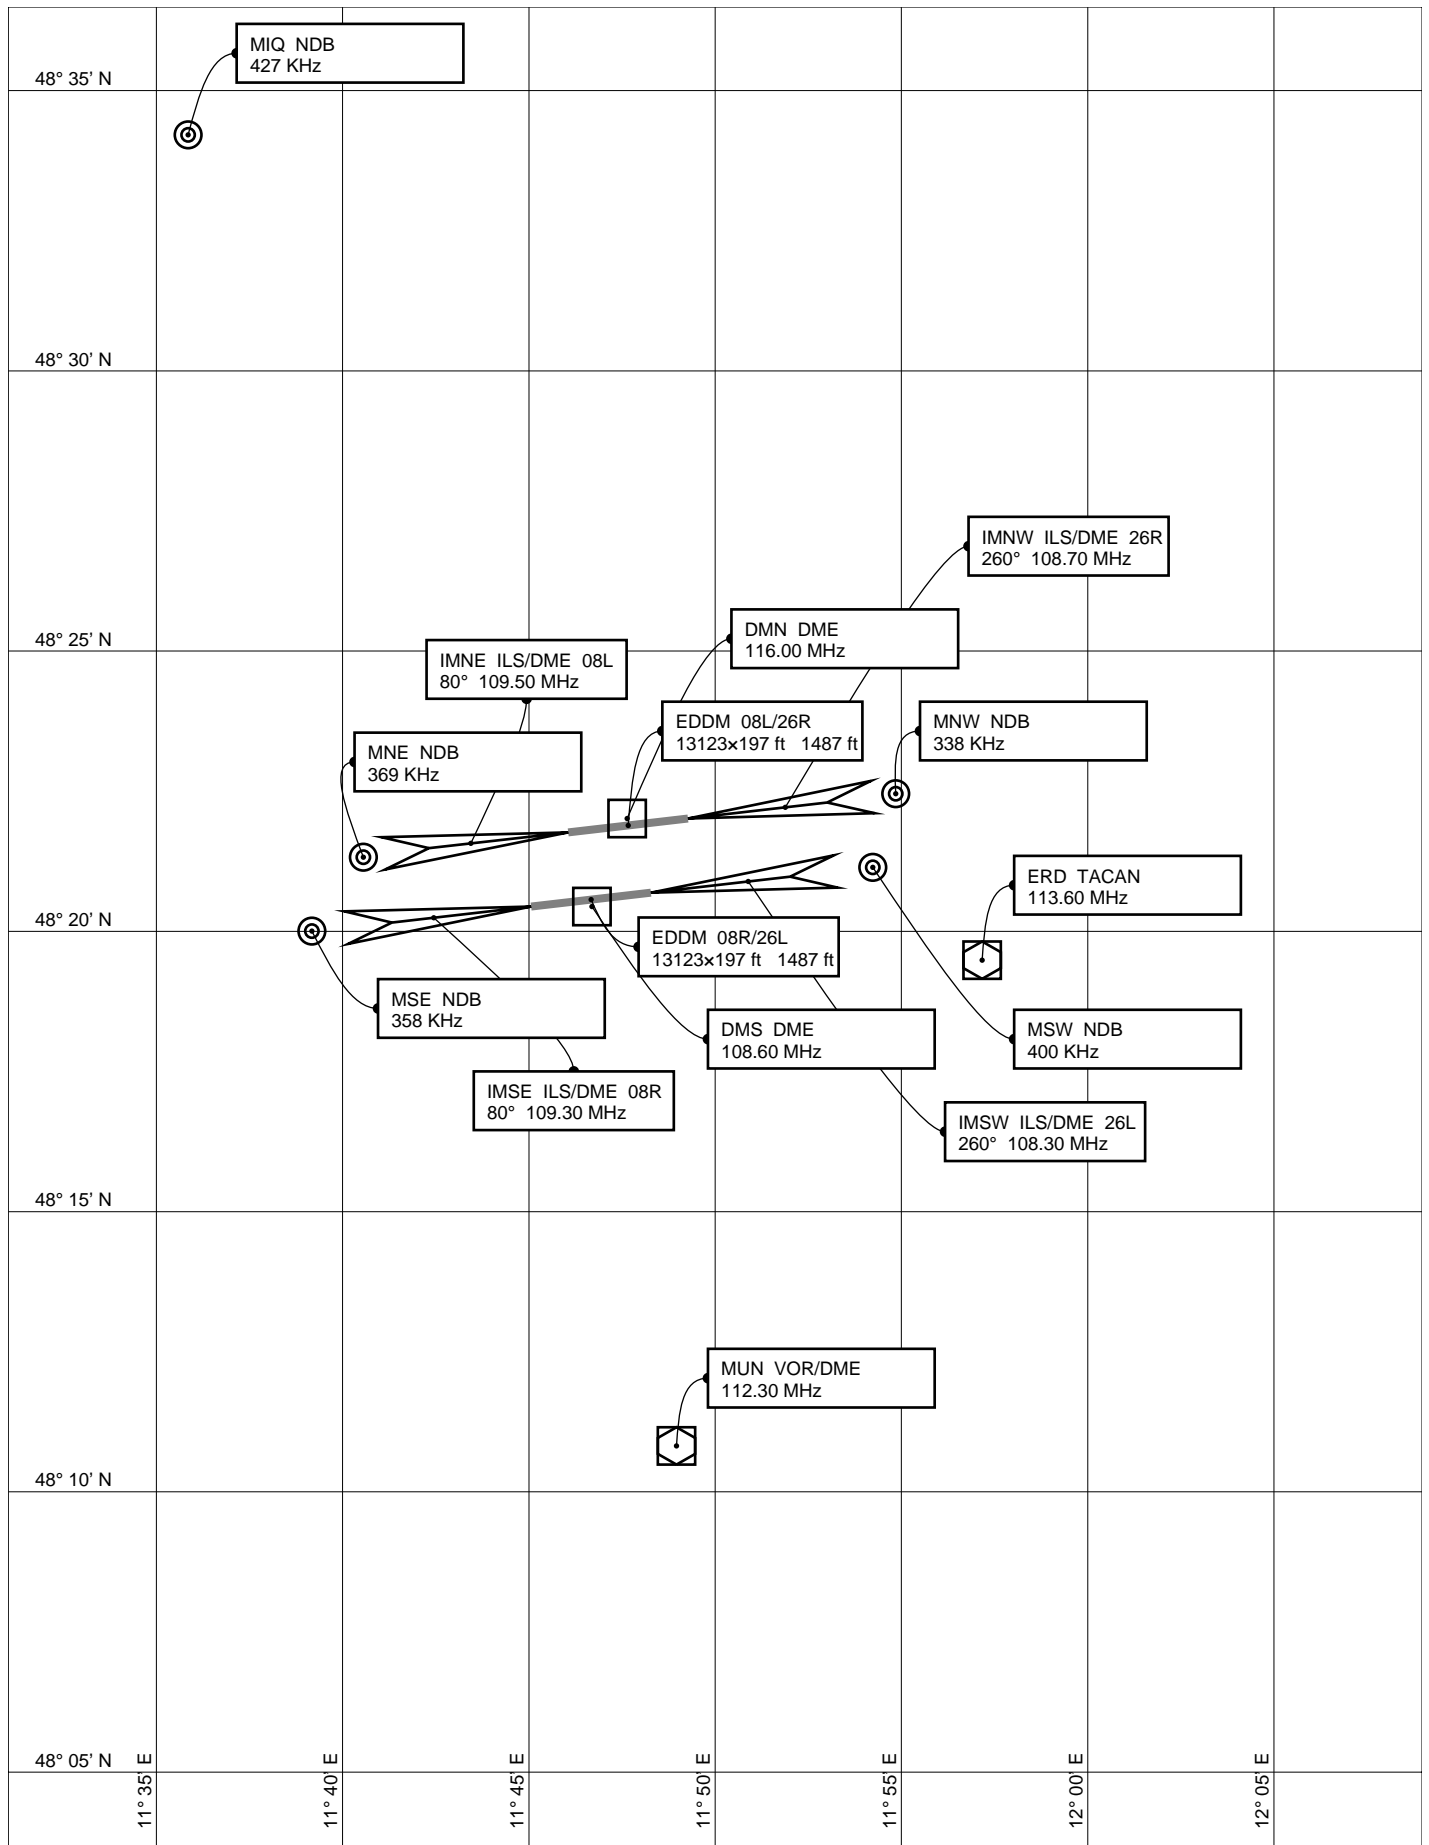 MIQ  NDB
427 KHz
48° 35' N
48° 30' N
IMNW  ILS/DME  26R
260°  108.70 MHz
DMN  DME
116.00 MHz
48° 25' N
IMNE  ILS/DME  08L
80°  109.50 MHz
EDDM  08L/26R
13123×197 ft   1487 ft
MNW  NDB
338 KHz
MNE  NDB
369 KHz
ERD  TACAN
113.60 MHz
48° 20' N
EDDM  08R/26L
13123×197 ft   1487 ft
MSE  NDB
358 KHz
DMS  DME
108.60 MHz
MSW  NDB
400 KHz
IMSE  ILS/DME  08R
80°  109.30 MHz
IMSW  ILS/DME  26L
260°  108.30 MHz
48° 15' N
MUN  VOR/DME
112.30 MHz
48° 10' N
48° 05' N
11° 35' E
11° 40' E
11° 45' E
11° 50' E
11° 55' E
12° 00' E
12° 05' E